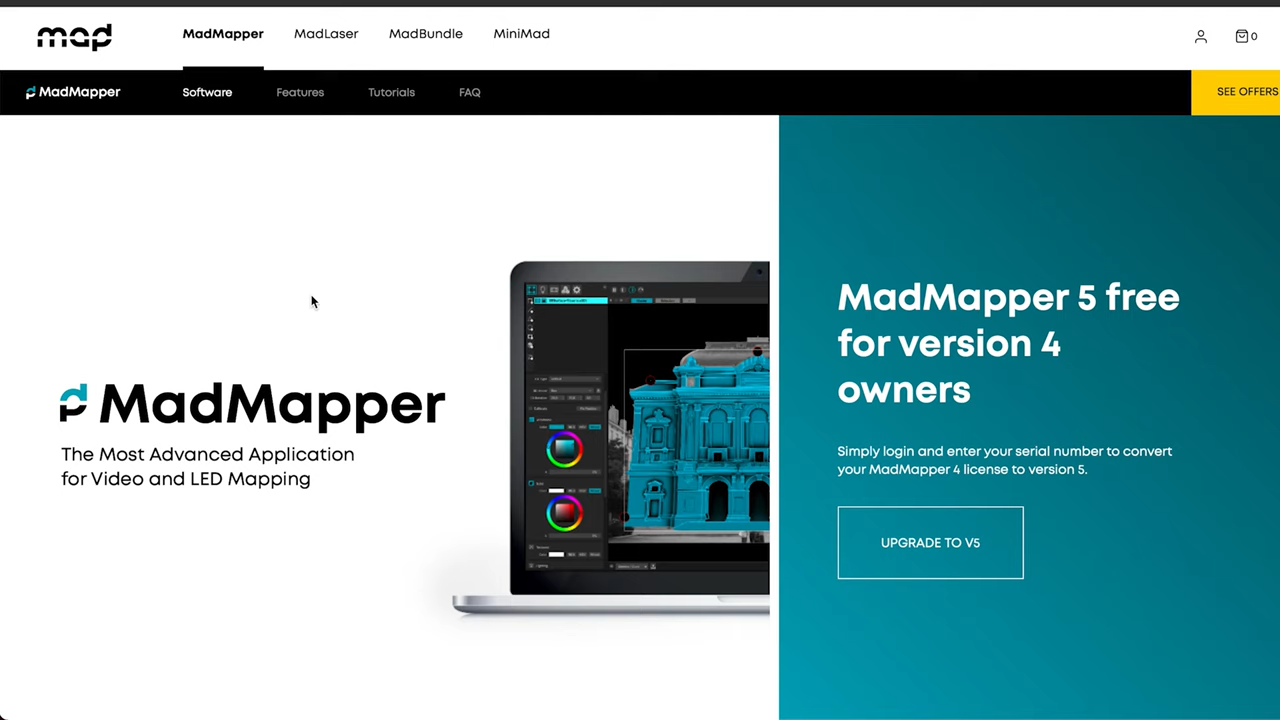 map
MadMapper MadLaser MadBundle MiniMad
0
MadMapper
Software Features Tutorials FAQ
SEE OFFERS
MadMapper
The Most Advanced Application
for Video and LED Mapping
MadMapper 5 free
for version 4
owners
Simply login and enter your serial number to convert
your MadMapper 4 license to version 5.
UPGRADE TO V5